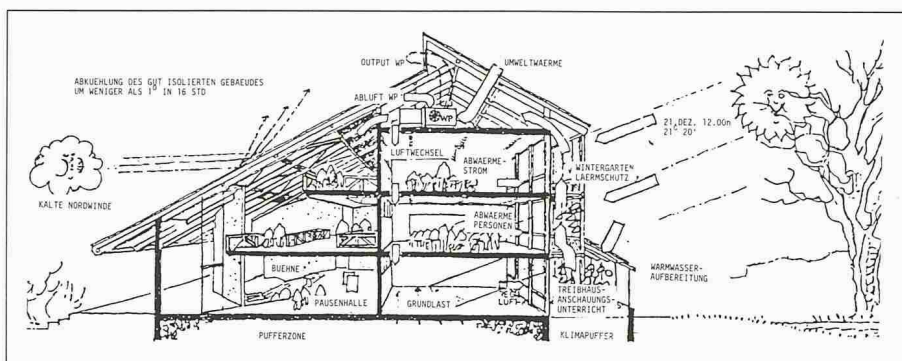 OUTPUT WP
UMWELTWAERME
ABKUEHLUNG DES GUT ISOLIERTEN GEBAEUDES
UM WENIGER ALS 1° IN 16 STD
ABLUFT WP
WP
21.DEZ. 12.00h
21° 20'
LUFTWECHSEL
ABWAERME-
STROM
WINTERGARTEN
LAERMSCHUTZ
KALTE NORDWINDE
ABWAERME
PERSONEN
BUEHNE
WARMWASSER-
AUFBEREITUNG
PAUSENHALLE
GRUNDLAST
LUFT
TREIBHAUS-
ANSCHAUUNGS-
UNTERRICHT
PUFFERZONE
KLIMAPUFFER